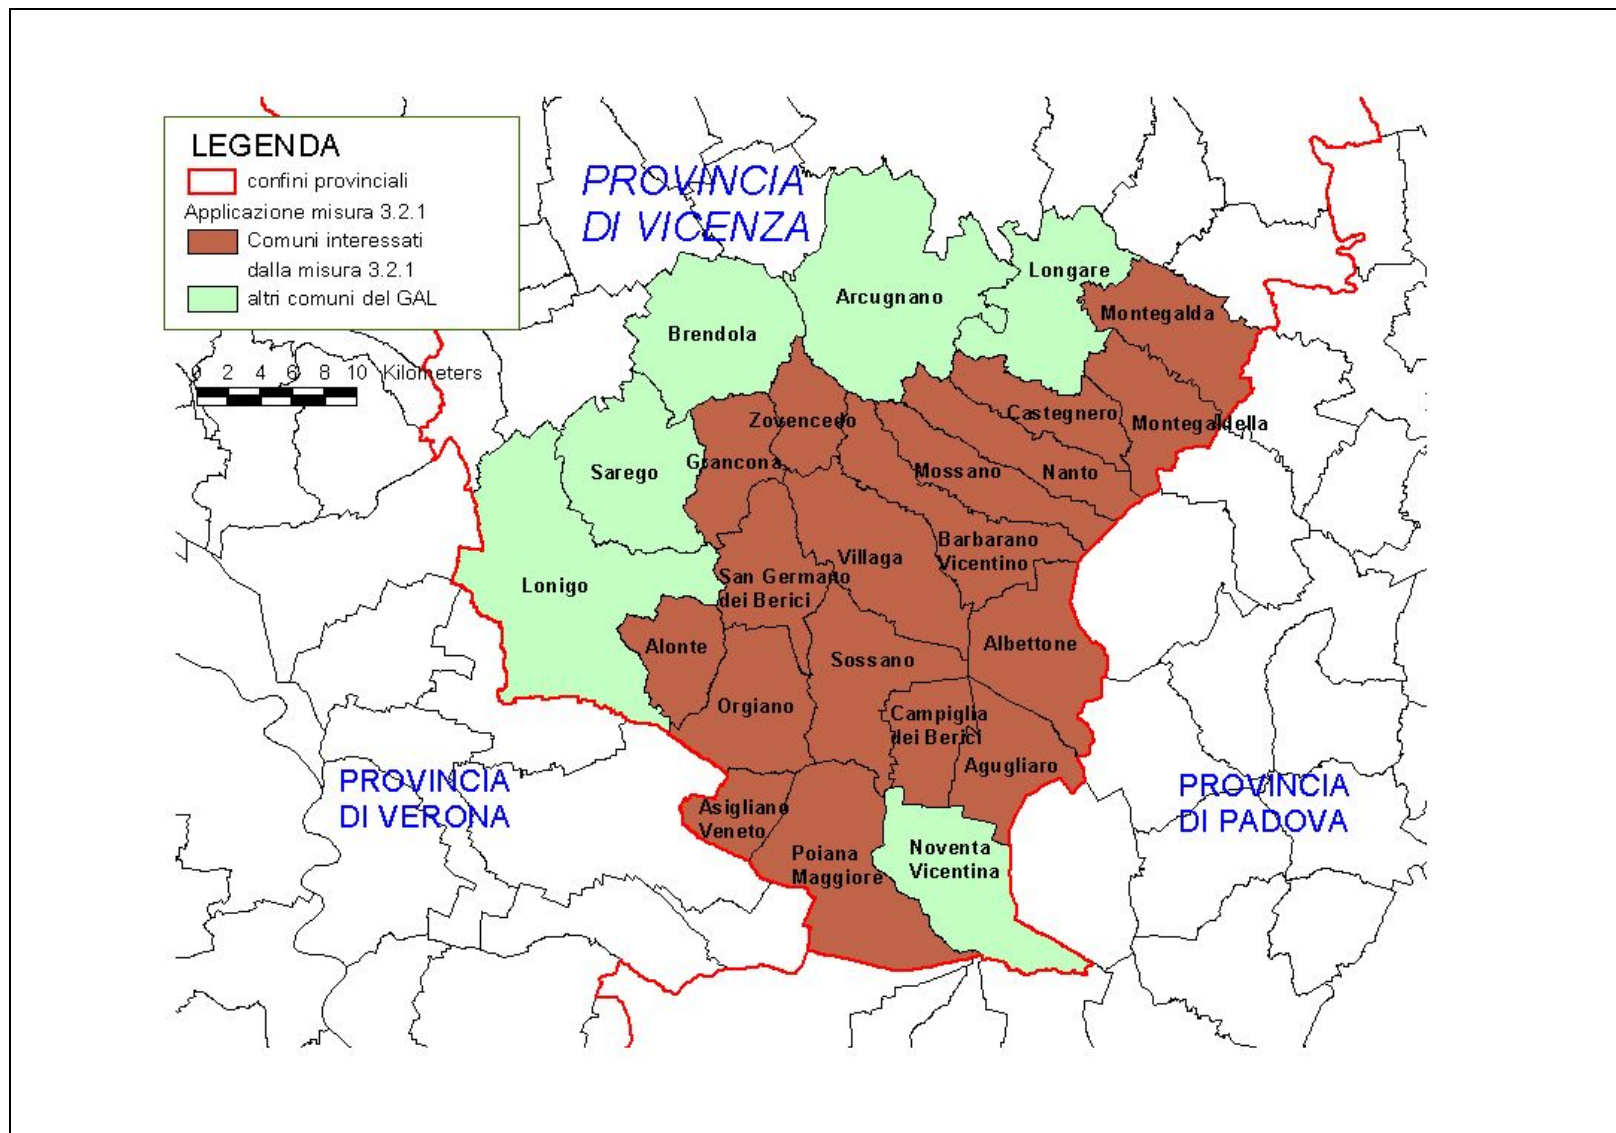 LEGENDA
confini provinciali
Applicazione misura 3.2.1
Comuni interessati
dalla misura 3.2.1
altri comuni del GAL
0 2 4 6 8 10 Kilometers
PROVINCIA
DI VICENZA
Longare
Arcugnano
Montegalda
Brendola
Castegnero
Zovencedo
Montegaldella
Grancona
Sarego
Mossano
Nanto
Barbarano
Vicentino
Villaga
San Germano
dei Berici
Lonigo
Alonte
Albettone
Sossano
Orgiano
Campiglia
dei Berici
Agugliaro
PROVINCIA
DI VERONA
PROVINCIA
DI PADOVA
Asigliano
Veneto
Poiana
Maggiore
Noventa
Vicentina